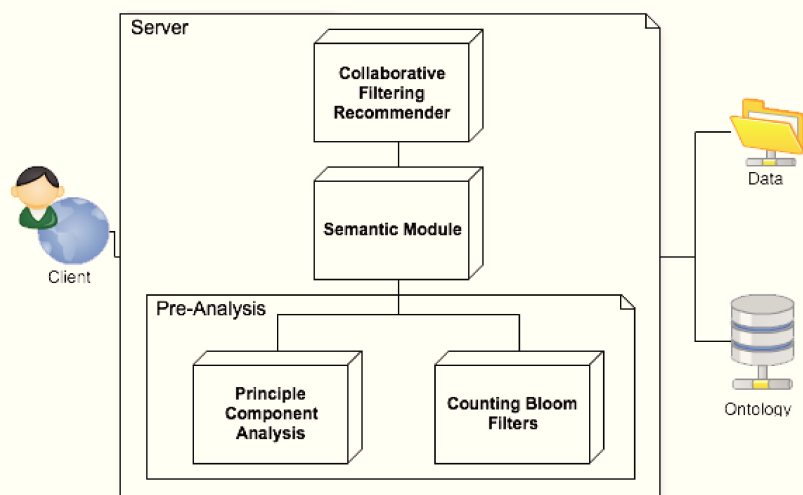 Server
Collaborative
Filtering
Recommender
Semantic Module
Client
Data
Pre-Analysis
Principle
Component
Analysis
Counting Bloom
Filters
Ontology